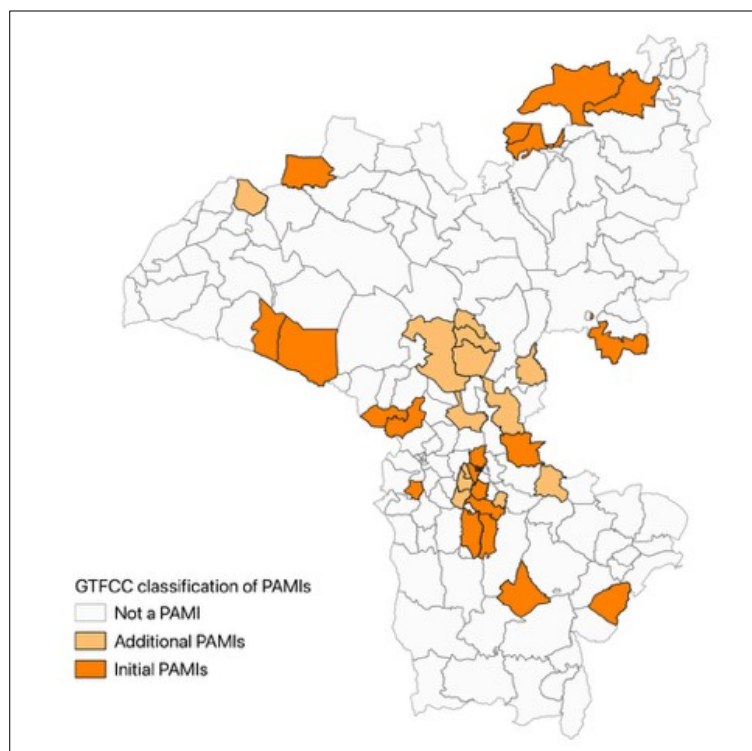 GTFCC classification of PAMIs
Not a PAMI
Additional PAMIs
Initial PAMIs